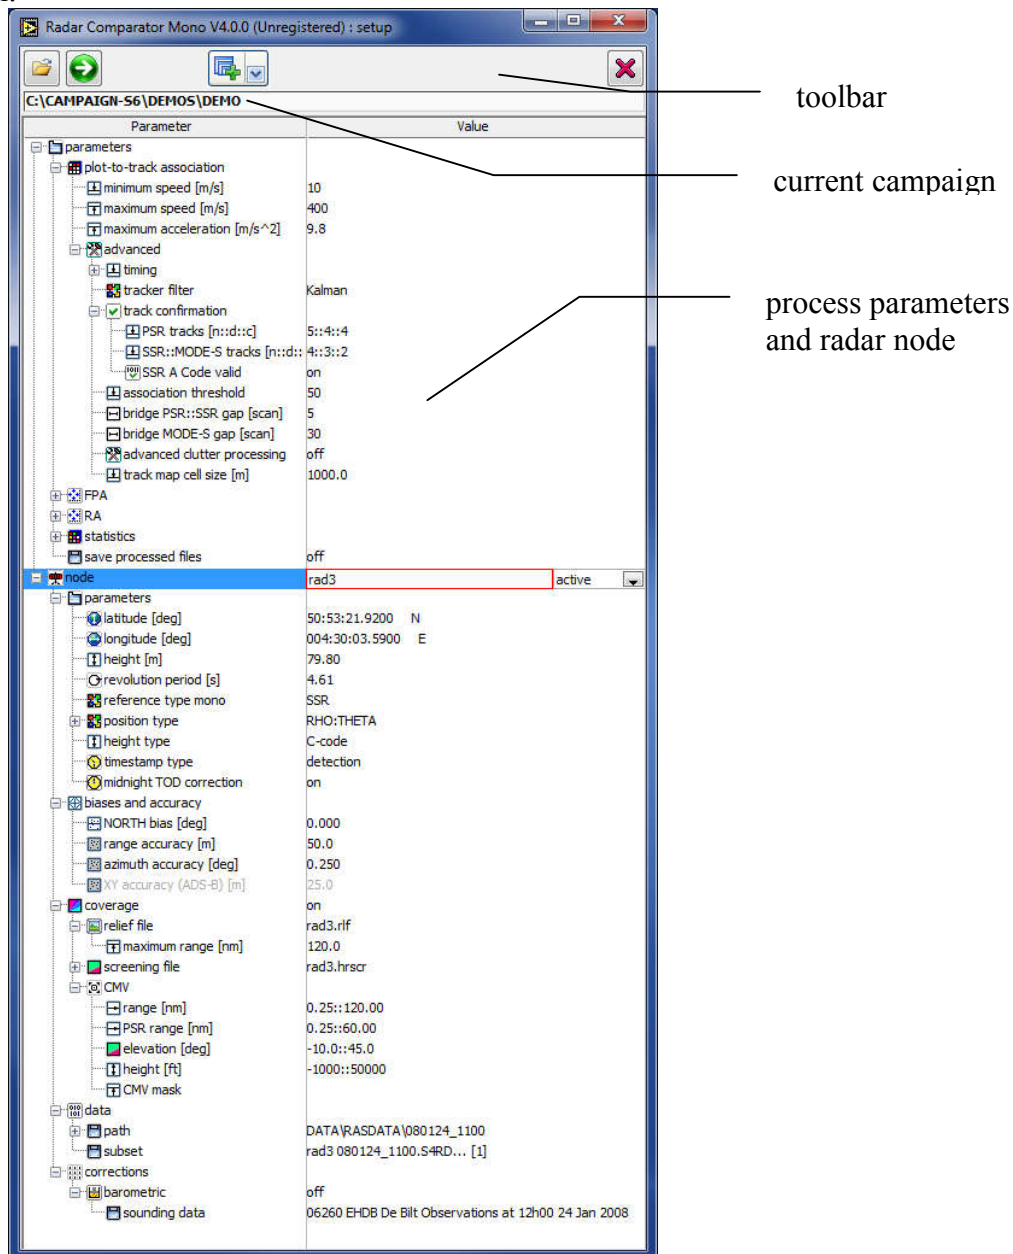 Radar Comparator Mono V4.0.0 (Unregistered) : setup
toolbar
C:\CAMPAIGN-S6\DEMOS\DEMO
current campaign
process parameters
and radar node
Parameter Value
parameters
plot-to-track association
minimum speed [m/s] 10
maximum speed [m/s] 400
maximum acceleration [m/s^2] 9.8
advanced
timing
tracker filter Kalman
track confirmation
PSR tracks [n::d::c] 5::4::4
SSR::MODE-S tracks [n::d:: 4::3::2
SSR A Code valid on
association threshold 50
bridge PSR::SSR gap [scan] 5
bridge MODE-S gap [scan] 30
advanced clutter processing off
track map cell size [m] 1000.0
FPA
RA
statistics
save processed files off
node rad3 active
parameters
latitude [deg] 50:53:21.9200 N
longitude [deg] 004:30:03.5900 E
height [m] 79.80
revolution period [s] 4.61
reference type mono SSR
position type RHO:THETA
height type C-code
timestamp type detection
midnight TOD correction on
biases and accuracy
NORTH bias [deg] 0.000
range accuracy [m] 50.0
azimuth accuracy [deg] 0.250
XY accuracy (ADS-B) [m] 25.0
coverage on
relief file rad3.rlf
maximum range [nm] 120.0
screening file rad3.hrscr
CMV
range [nm] 0.25::120.00
PSR range [nm] 0.25::60.00
elevation [deg] -10.0::45.0
height [ft] -1000::50000
CMV mask
data
path DATA\RASDATA\080124_1100
subset rad3 080124_1100.S4RD... [1]
corrections
barometric off
sounding data 06260 EHDB De Bilt Observations at 12h00 24 Jan 2008